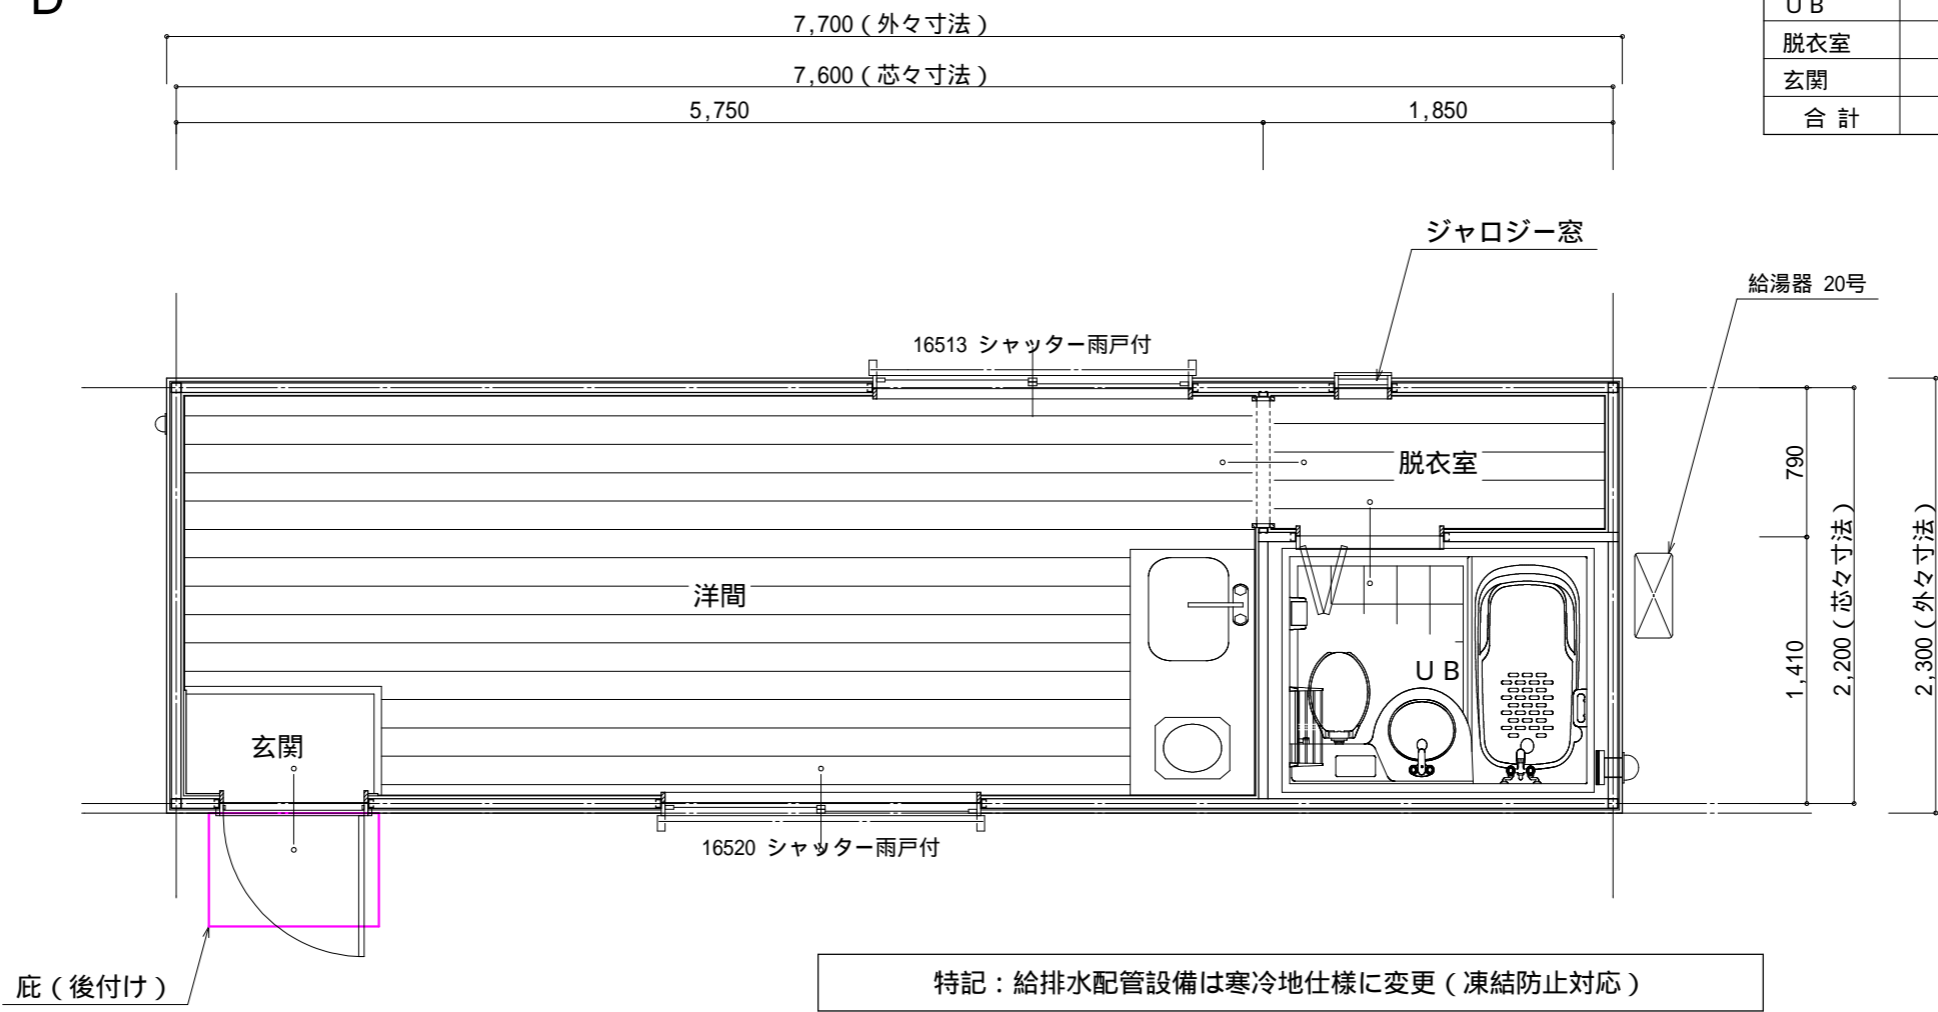 7,700（外々寸法）
7,600（芯々寸法）
5,750
1,850
UB
脱衣室
玄関
合 計
ジャロジー窓
給湯器 20号
16513 シャッター雨戸付
脱衣室
790
洋間
UB
1,410
2,200（芯々寸法）
2,300（外々寸法）
玄関
16520 シャッター雨戸付
庇（後付け）
特記：給排水配管設備は寒冷地仕様に変更（凍結防止対応）